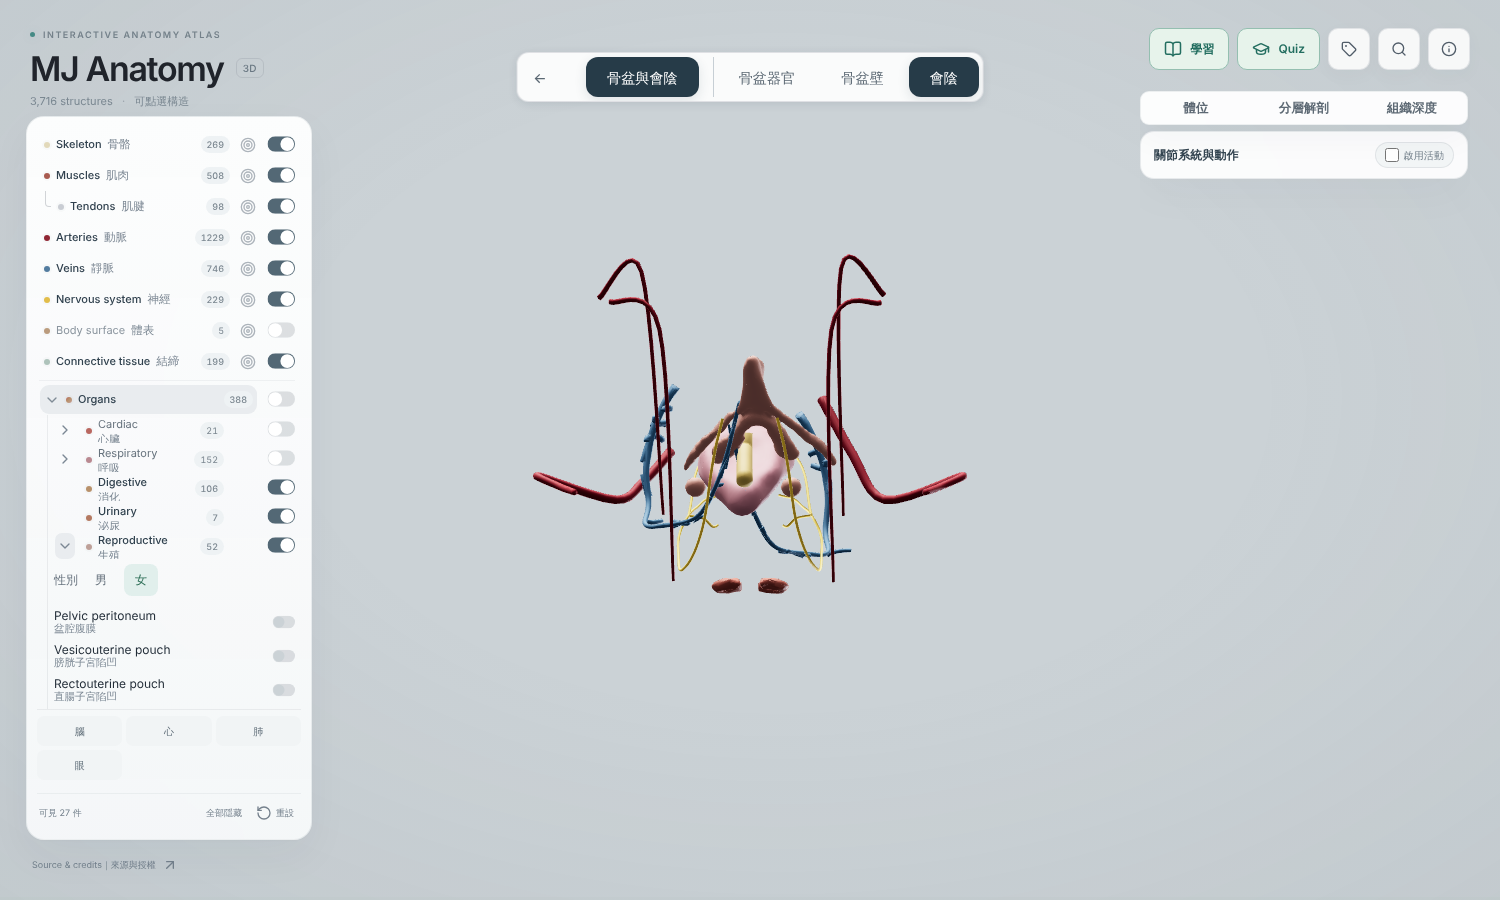 INTERACTIVE ANATOMY ATLAS
MJ Anatomy 3D
3,716 structures · 可點選構造
Skeleton 骨骼 269
Muscles 肌肉 508
Tendons 肌腱 98
Arteries 動脈 1229
Veins 靜脈 746
Nervous system 神經 229
Body surface 體表 5
Connective tissue 結締 199
Organs 388
Cardiac 21
心臟
Respiratory 152
呼吸
Digestive 106
消化
Urinary 7
泌尿
Reproductive 52
生殖
性別 男 女
Pelvic peritoneum
盆腔腹膜
Vesicouterine pouch
膀胱子宮陷凹
Rectouterine pouch
直腸子宮陷凹
腦 心 肺
眼
可見 27 件 全部隱藏 重設
Source & credits | 來源與授權
← 骨盆與會陰 骨盆器官 骨盆壁 會陰
學習 Quiz
體位 分層解剖 組織深度
關節系統與動作 啟用活動